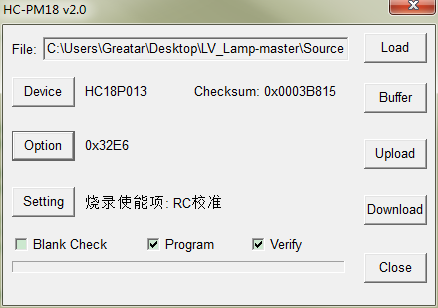 HC-PM18 v2.0
File: C:\Users\Greatar\Desktop\LV_Lamp-master\Source Load
Device HC18P013 Checksum: 0x0003B815 Buffer
Option 0x32E6 Upload
Setting 烧录使能项: RC校准 Download
Blank Check Program Verify
Close